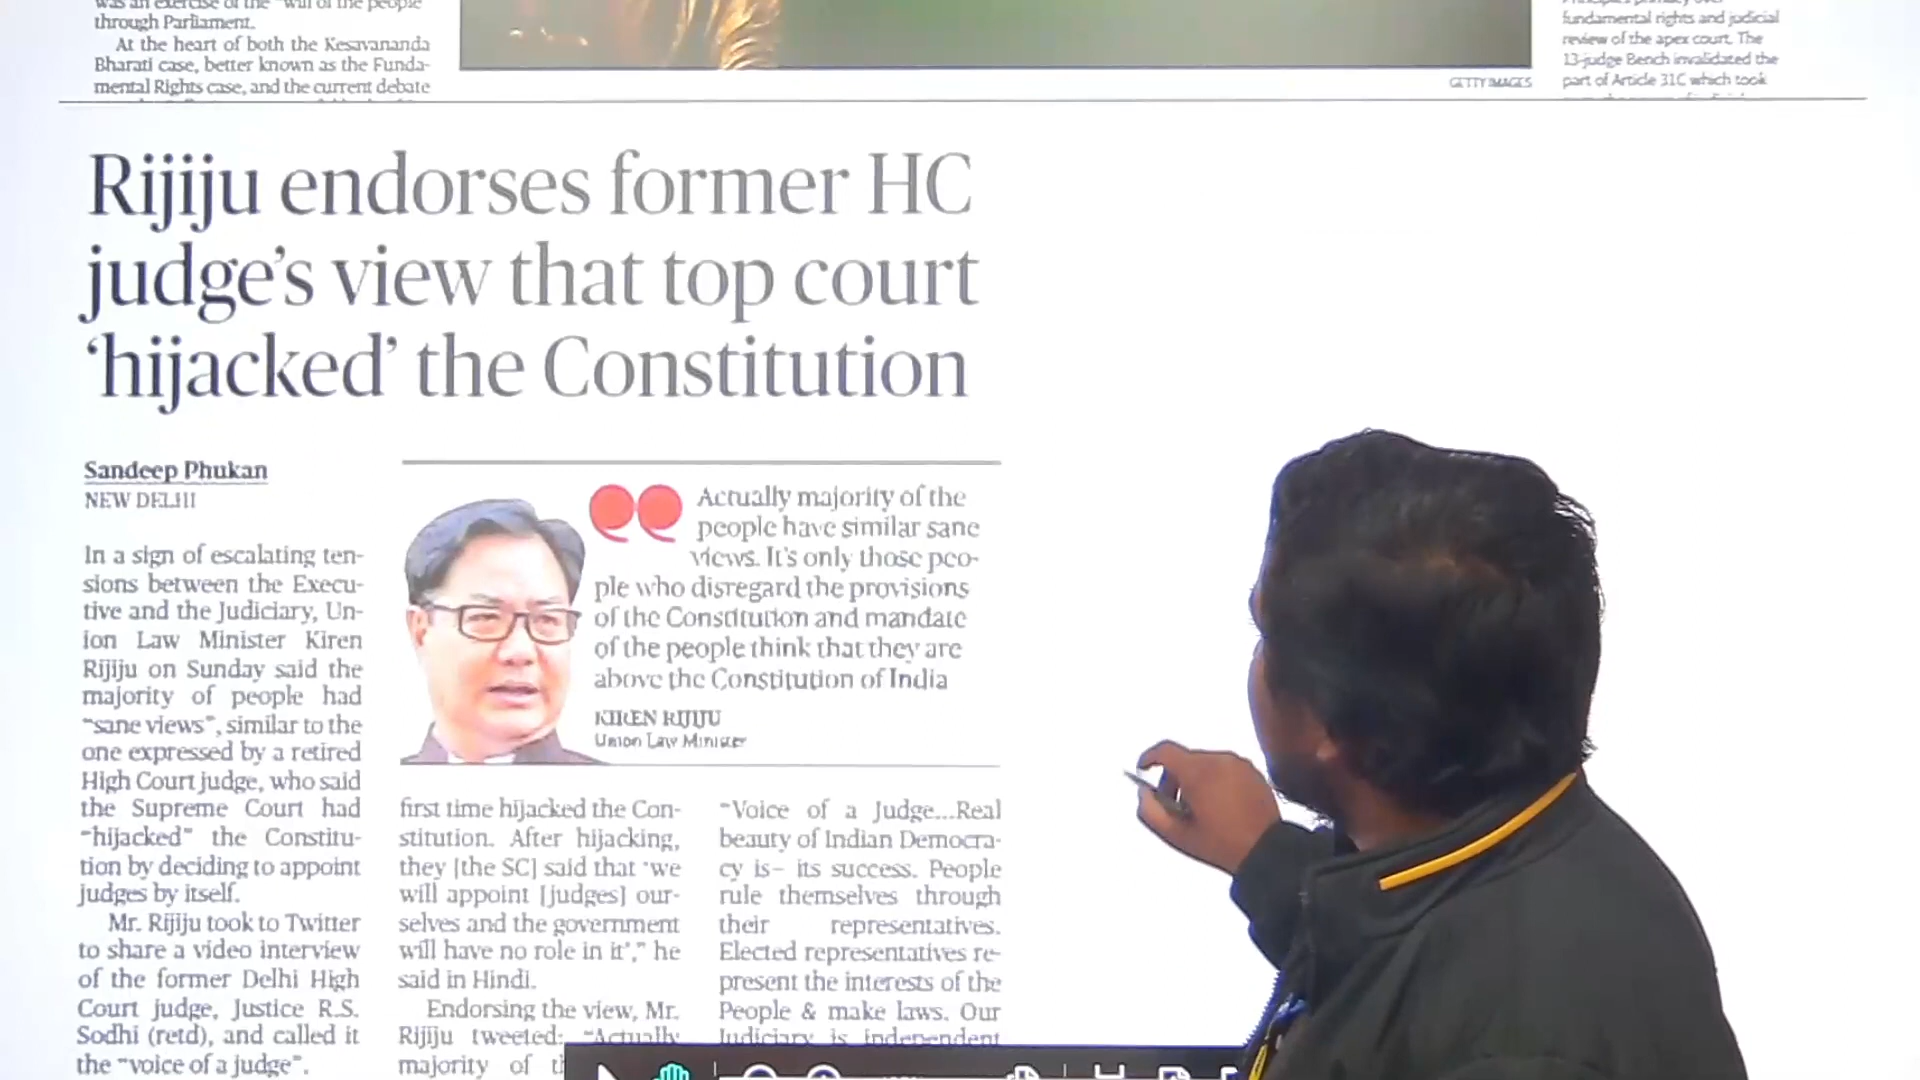 was an exercise of the "will of the people
through Parliament.
At the heart of both the Kesavananda
Bharati case, better known as the Funda-
mental Rights case, and the current debate
GETTY IMAGES
fundamental rights and judicial
review of the apex court. The
13-judge Bench invalidated the
part of Article 31C which took
Rijiju endorses former HC
judge's view that top court
'hijacked' the Constitution
Sandeep Phukan
NEW DELHI
In a sign of escalating ten-
sions between the Execu-
tive and the Judiciary, Un-
ion Law Minister Kiren
Rijiju on Sunday said the
majority of people had
"sane views", similar to the
one expressed by a retired
High Court judge, who said
the Supreme Court had
"hijacked" the Constitu-
tion by deciding to appoint
judges by itself.
Mr. Rijiju took to Twitter
to share a video interview
of the former Delhi High
Court judge, Justice R.S.
Sodhi (retd), and called it
the "voice of a judge".
Actually majority of the
people have similar sane
views. It's only those peo-
ple who disregard the provisions
of the Constitution and mandate
of the people think that they are
above the Constitution of India
KIREN RIJIJU
Union Law Minister
first time hijacked the Con-
stitution. After hijacking,
they [the SC] said that 'we
will appoint [judges] our-
selves and the government
will have no role in it'," he
said in Hindi.
Endorsing the view, Mr.
Rijiju tweeted: "Actually
majority of
"Voice of a Judge...Real
beauty of Indian Democra-
cy is- its success. People
rule themselves through
their representatives.
Elected representatives re-
present the interests of the
People & make laws. Our
Judiciary is independent